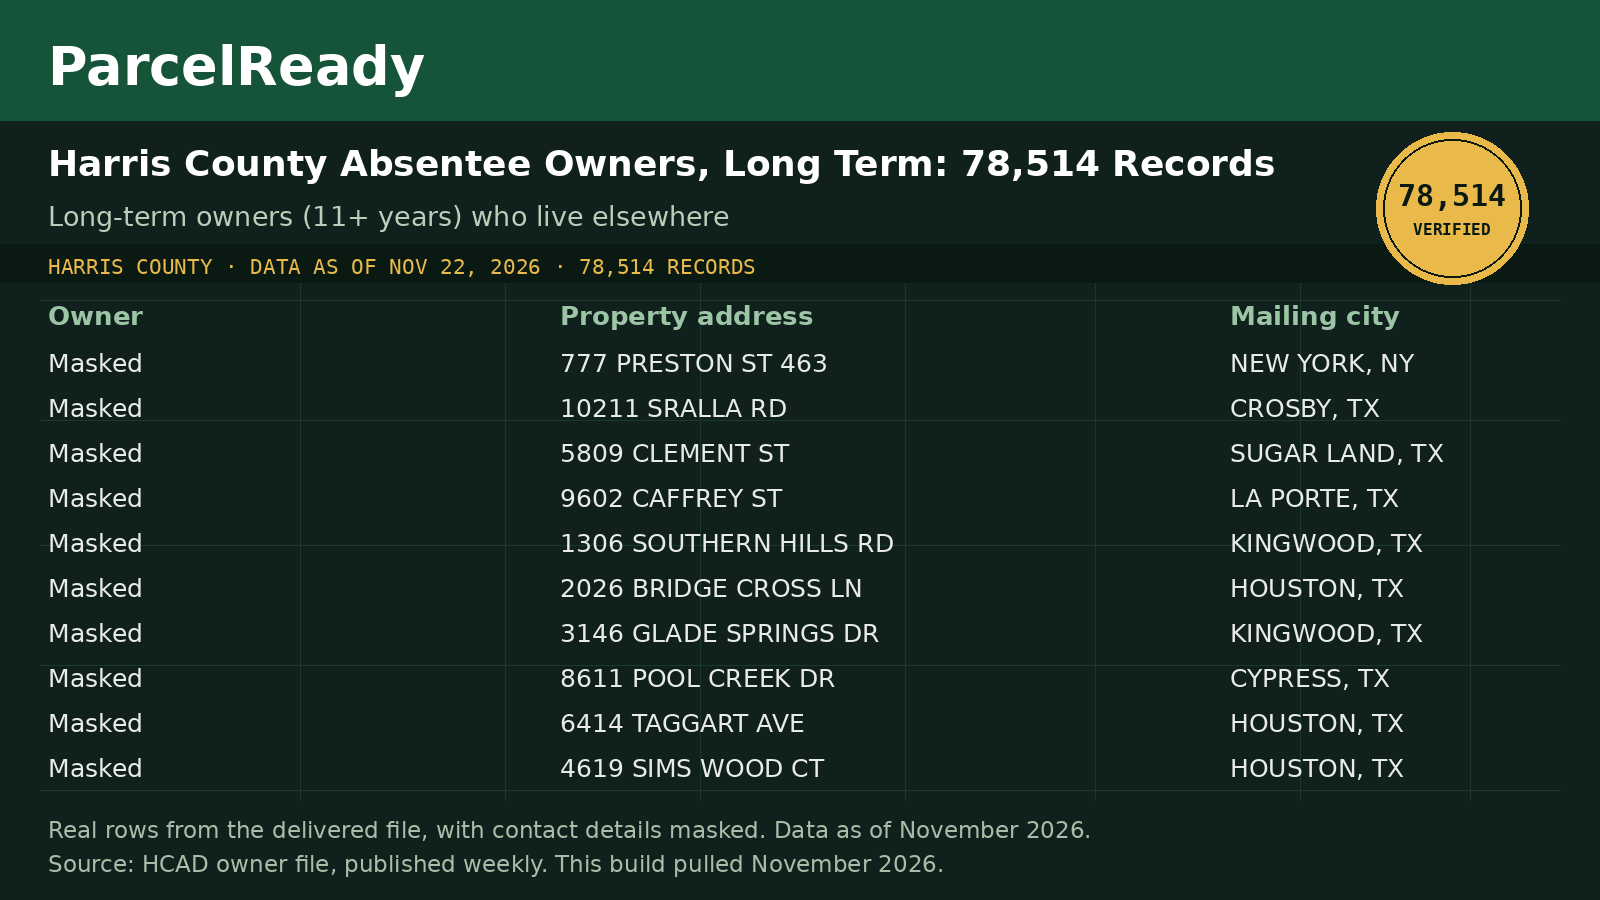 ParcelReady
Harris County Absentee Owners, Long Term: 78,514 Records
Long-term owners (11+ years) who live elsewhere
78,514
VERIFIED
HARRIS COUNTY · DATA AS OF NOV 22, 2026 · 78,514 RECORDS
Owner Property address Mailing city
Masked 777 PRESTON ST 463 NEW YORK, NY
Masked 10211 SRALLA RD CROSBY, TX
Masked 5809 CLEMENT ST SUGAR LAND, TX
Masked 9602 CAFFREY ST LA PORTE, TX
Masked 1306 SOUTHERN HILLS RD KINGWOOD, TX
Masked 2026 BRIDGE CROSS LN HOUSTON, TX
Masked 3146 GLADE SPRINGS DR KINGWOOD, TX
Masked 8611 POOL CREEK DR CYPRESS, TX
Masked 6414 TAGGART AVE HOUSTON, TX
Masked 4619 SIMS WOOD CT HOUSTON, TX
Real rows from the delivered file, with contact details masked. Data as of November 2026.
Source: HCAD owner file, published weekly. This build pulled November 2026.